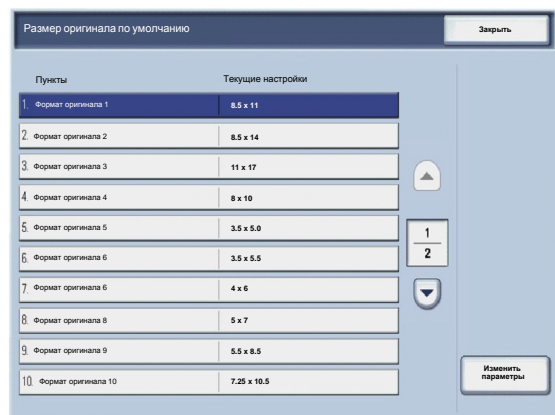 Размер оригинала по умолчанию Закрыть
Пункты Текущие настройки
1. Формат оригинала 1 8.5 x 11
2. Формат оригинала 2 8.5 x 14
3. Формат оригинала 3 11 x 17
4. Формат оригинала 4 8 x 10
5. Формат оригинала 5 3.5 x 5.0
6. Формат оригинала 6 3.5 x 5.5
7. Формат оригинала 6 4 x 6
8. Формат оригинала 8 5 x 7
9. Формат оригинала 9 5.5 x 8.5
10. Формат оригинала 10 7.25 x 10.5
1
2
Изменить
параметры